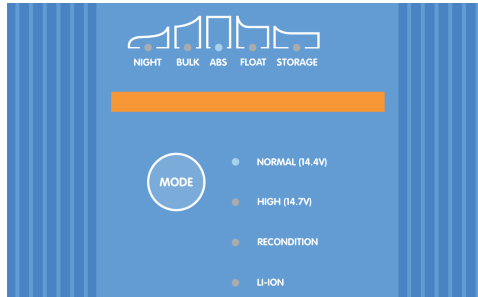 NIGHT BULK ABS FLOAT STORAGE
MODE
NORMAL (14.4V)
HIGH (14.7V)
RECONDITION
LI-ION